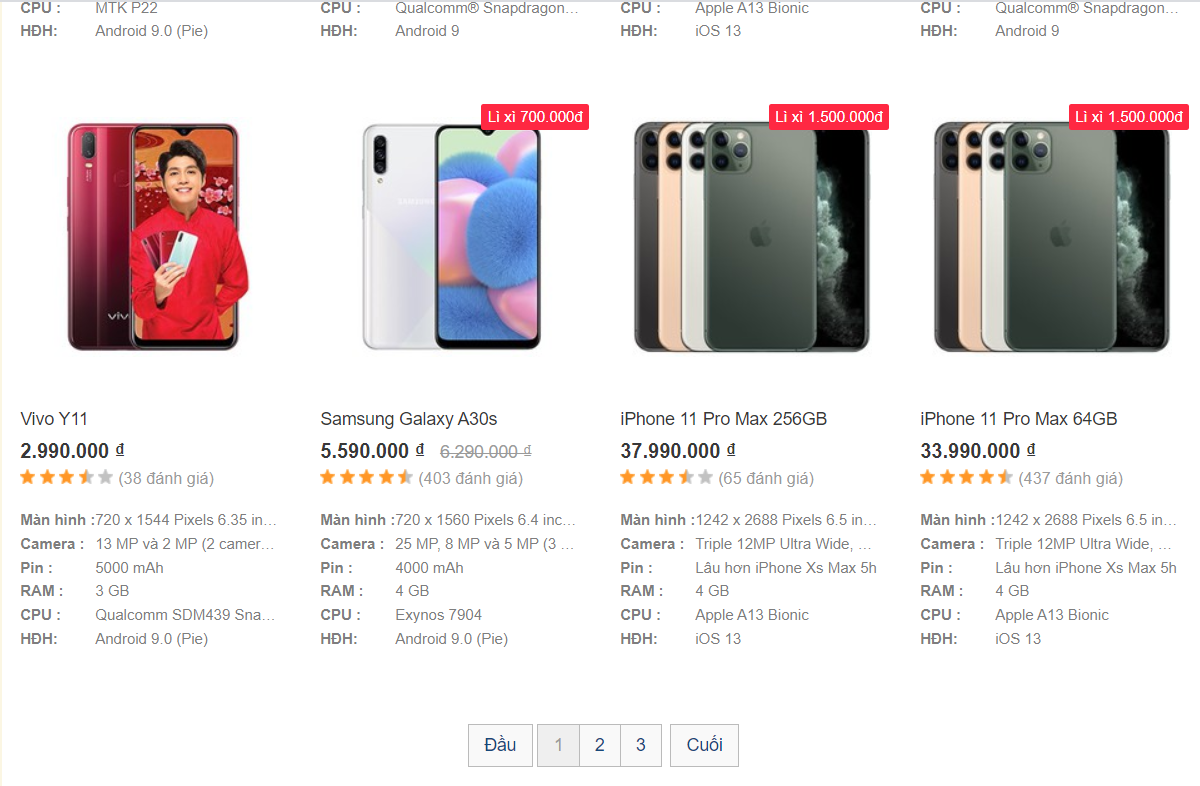 CPU : MTK P22
HĐH: Android 9.0 (Pie)
CPU : Qualcomm® Snapdragon…
HĐH: Android 9
CPU : Apple A13 Bionic
HĐH: iOS 13
CPU : Qualcomm® Snapdragon…
HĐH: Android 9
Vivo Y11
2.990.000 ₫
(38 đánh giá)
Màn hình :720 x 1544 Pixels 6.35 in…
Camera : 13 MP và 2 MP (2 camer…
Pin : 5000 mAh
RAM : 3 GB
CPU : Qualcomm SDM439 Sna…
HĐH: Android 9.0 (Pie)
Lì xì 700.000đ
SAMSUNG
Samsung Galaxy A30s
5.590.000 ₫ 6.290.000 ₫
(403 đánh giá)
Màn hình :720 x 1560 Pixels 6.4 inc…
Camera : 25 MP, 8 MP và 5 MP (3 …
Pin : 4000 mAh
RAM : 4 GB
CPU : Exynos 7904
HĐH: Android 9.0 (Pie)
Lì xì 1.500.000đ
iPhone 11 Pro Max 256GB
37.990.000 ₫
(65 đánh giá)
Màn hình :1242 x 2688 Pixels 6.5 in…
Camera : Triple 12MP Ultra Wide, …
Pin : Lâu hơn iPhone Xs Max 5h
RAM : 4 GB
CPU : Apple A13 Bionic
HĐH: iOS 13
Lì xì 1.500.000đ
iPhone 11 Pro Max 64GB
33.990.000 ₫
(437 đánh giá)
Màn hình :1242 x 2688 Pixels 6.5 in…
Camera : Triple 12MP Ultra Wide, …
Pin : Lâu hơn iPhone Xs Max 5h
RAM : 4 GB
CPU : Apple A13 Bionic
HĐH: iOS 13
Đầu 1 2 3 Cuối